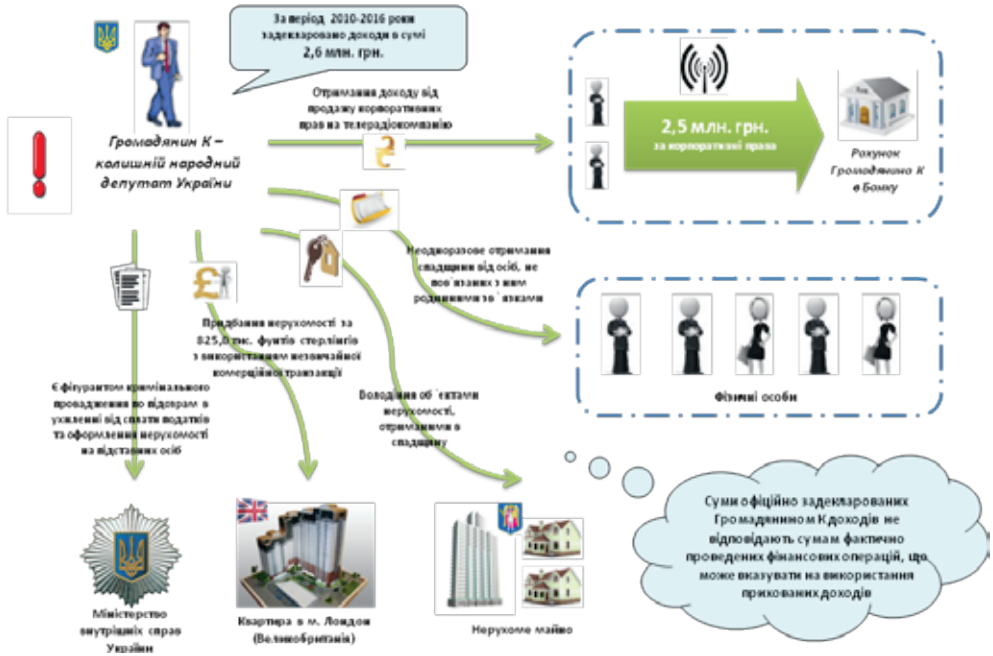 За період 2010-2016 роки
задекларовано доходи в сумі
2,6 млн. грн.
Громадянин К –
колишній народний
депутат України
Отримання доходу від
продажу корпоративних
прав на телерадіокомпанію
2,5 млн. грн.
за корпоративні права
Рахунок
Громадянина К
в Банку
Неодноразове отримання
спадщини від осіб, не
пов`язаних з ним
родинними зв`язками
Придбання нерухомості за
825,0 тис. фунтів стерлінгів
з використанням незвичайної
комерційної транзакції
Фізичні особи
Є фігурантом кримінального
провадження по підозрам в
ухиленні від сплати податків
та оформлення нерухомості
на підставних осіб
Володіння об`єктами
нерухомості,
отриманими в
спадщину
Суми офіційно задекларованих
Громадянином К доходів не
відповідають сумам фактично
проведених фінансових операцій, що
може вказувати на використання
прихованих доходів
Міністерство
внутрішніх справ
України
Квартира в м. Лондон
(Великобританія)
Нерухоме майно